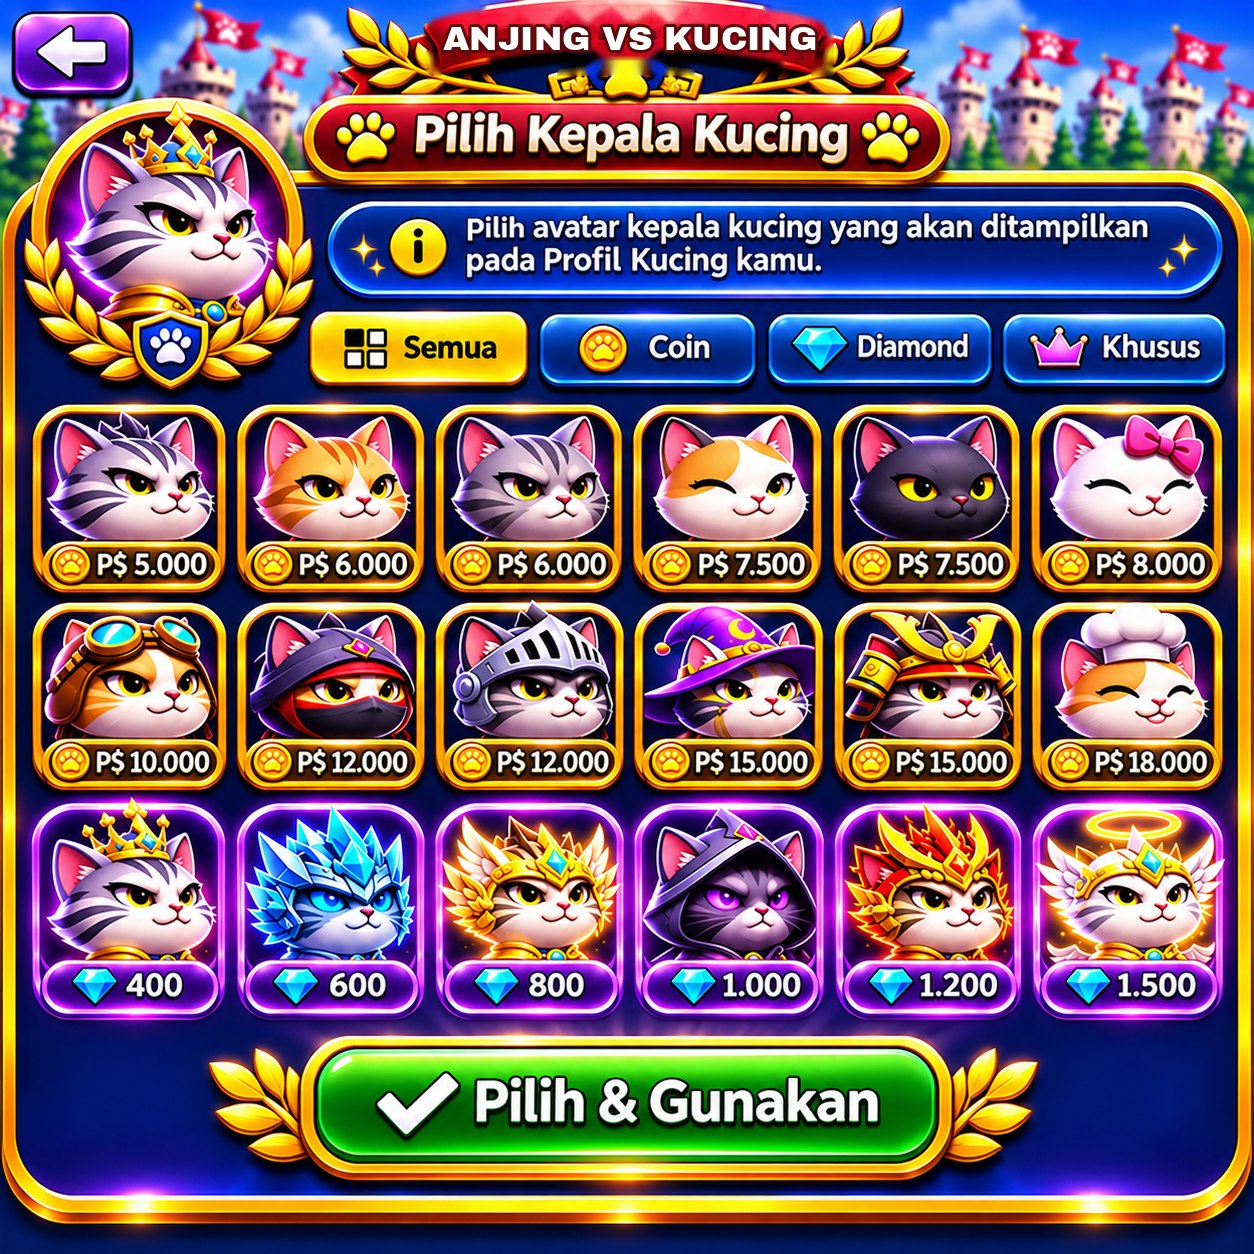 ANJING VS KUCING
Pilih Kepala Kucing
Pilih avatar kepala kucing yang akan ditampilkan
pada Profil Kucing kamu.
Semua
Coin
Diamond
Khusus
P$ 5.000
P$ 6.000
P$ 6.000
P$ 7.500
P$ 7.500
P$ 8.000
P$ 10.000
P$ 12.000
P$ 12.000
P$ 15.000
P$ 15.000
P$ 18.000
400
600
800
1.000
1.200
1.500
Pilih & Gunakan